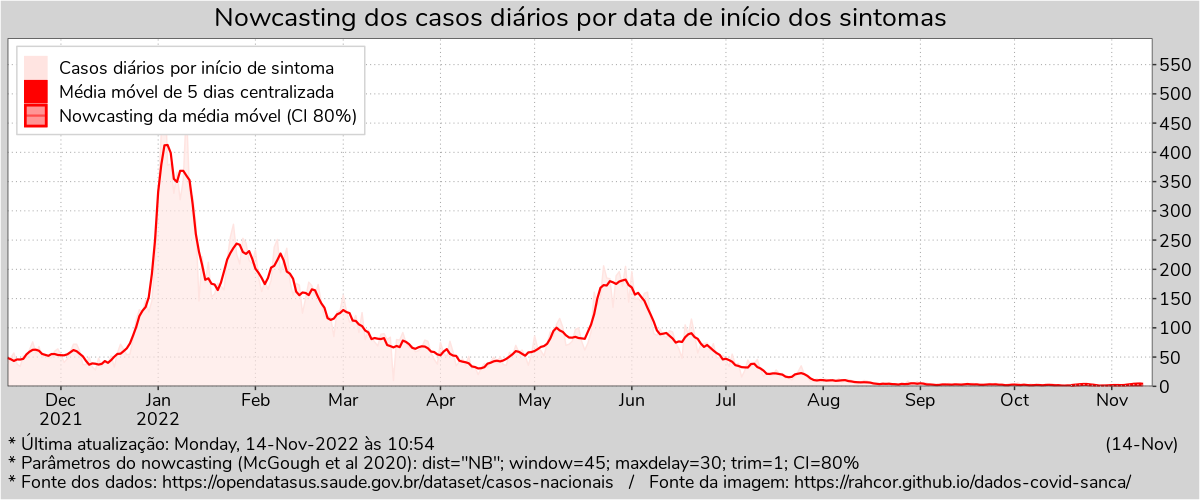 Nowcasting dos casos diários por data de início dos sintomas
Casos diários por início de sintoma
Média móvel de 5 dias centralizada
Nowcasting da média móvel (CI 80%)
550
500
450
400
350
300
250
200
150
100
50
0
Dec Jan Feb Mar Apr May Jun Jul Aug Sep Oct Nov
2021 2022
* Última atualização: Monday, 14-Nov-2022 às 10:54 (14-Nov)
* Parâmetros do nowcasting (McGough et al 2020): dist="NB"; window=45; maxdelay=30; trim=1; CI=80%
* Fonte dos dados: https://opendatasus.saude.gov.br/dataset/casos-nacionais / Fonte da imagem: https://rahcor.github.io/dados-covid-sanca/